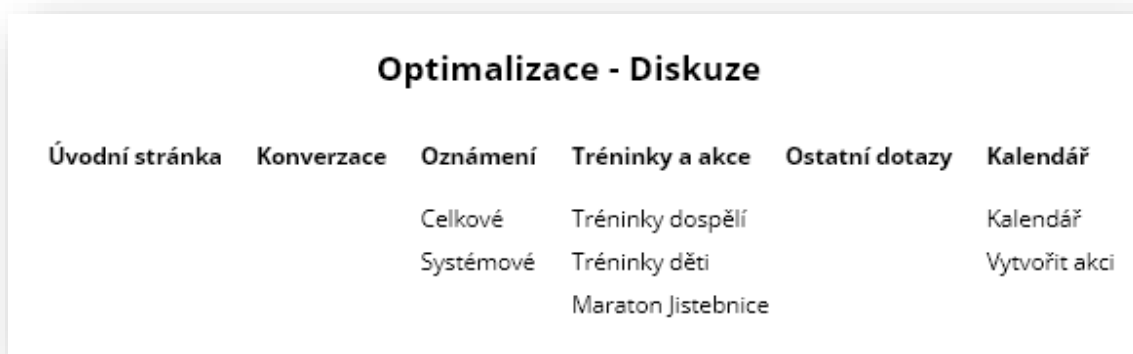 Optimalizace - Diskuze
Úvodní stránka Konverzace Oznámení Tréninky a akce Ostatní dotazy Kalendář
Celkové Tréninky dospělí Kalendář
Systémové Tréninky děti Vytvořit akci
Maraton Jistebnice